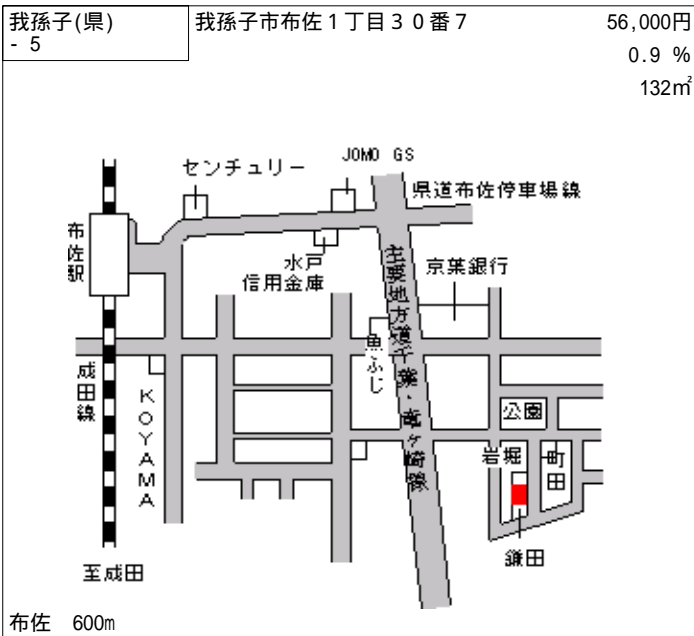 我孫子(県)
- 5
我孫子市布佐1丁目30番7
56,000円
0.9 %
132㎡
センチュリー
JOMO GS
県道布佐停車場線
布佐駅
水戸
信用金庫
主要地方道千葉・竜ヶ崎線
京葉銀行
魚ふじ
成田線
KOYAMA
公園
岩堀
町田
鎌田
至成田
布佐 600m